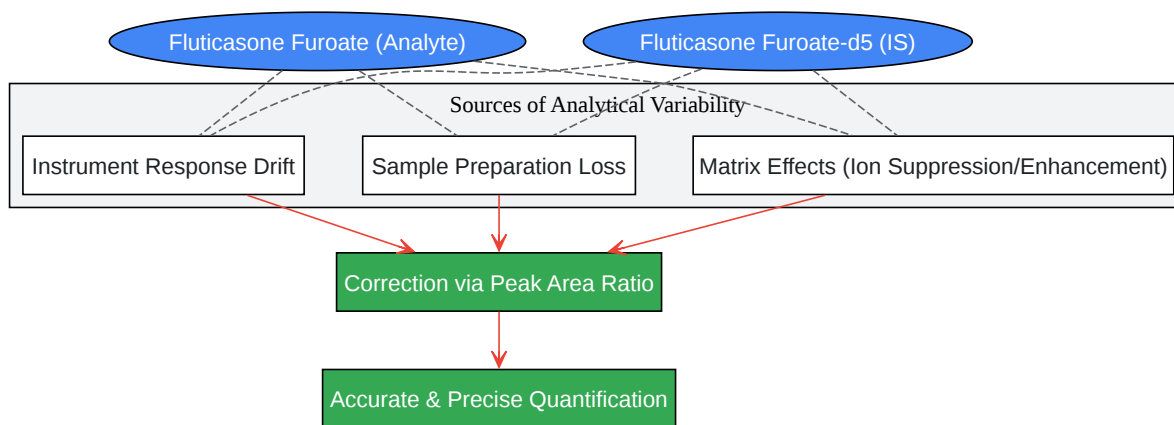 Fluticasone Furoate (Analyte)
Fluticasone Furoate-d5 (IS)
Sources of Analytical Variability
Instrument Response Drift
Sample Preparation Loss
Matrix Effects (Ion Suppression/Enhancement)
Correction via Peak Area Ratio
Accurate & Precise Quantification